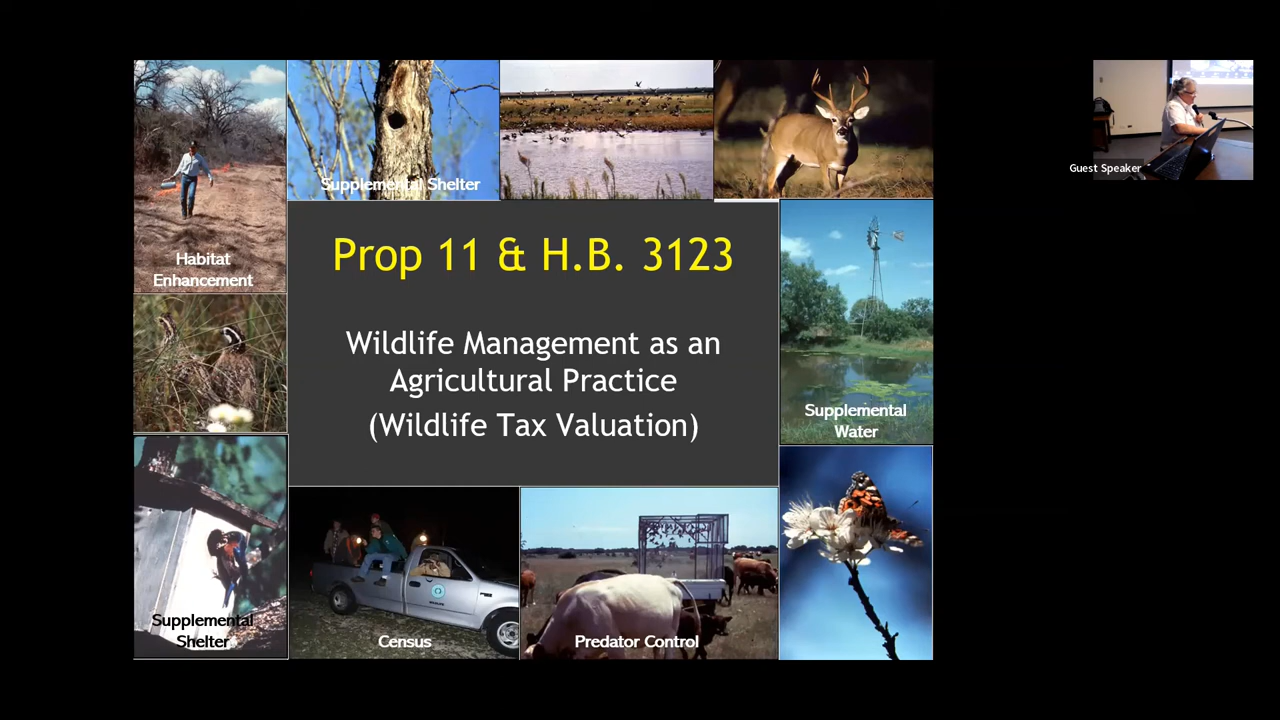 Supplemental Shelter
Habitat
Enhancement
Prop 11 & H.B. 3123
Wildlife Management as an
Agricultural Practice
(Wildlife Tax Valuation)
Supplemental
Water
Supplemental
Shelter
Census
Predator Control
Guest Speaker